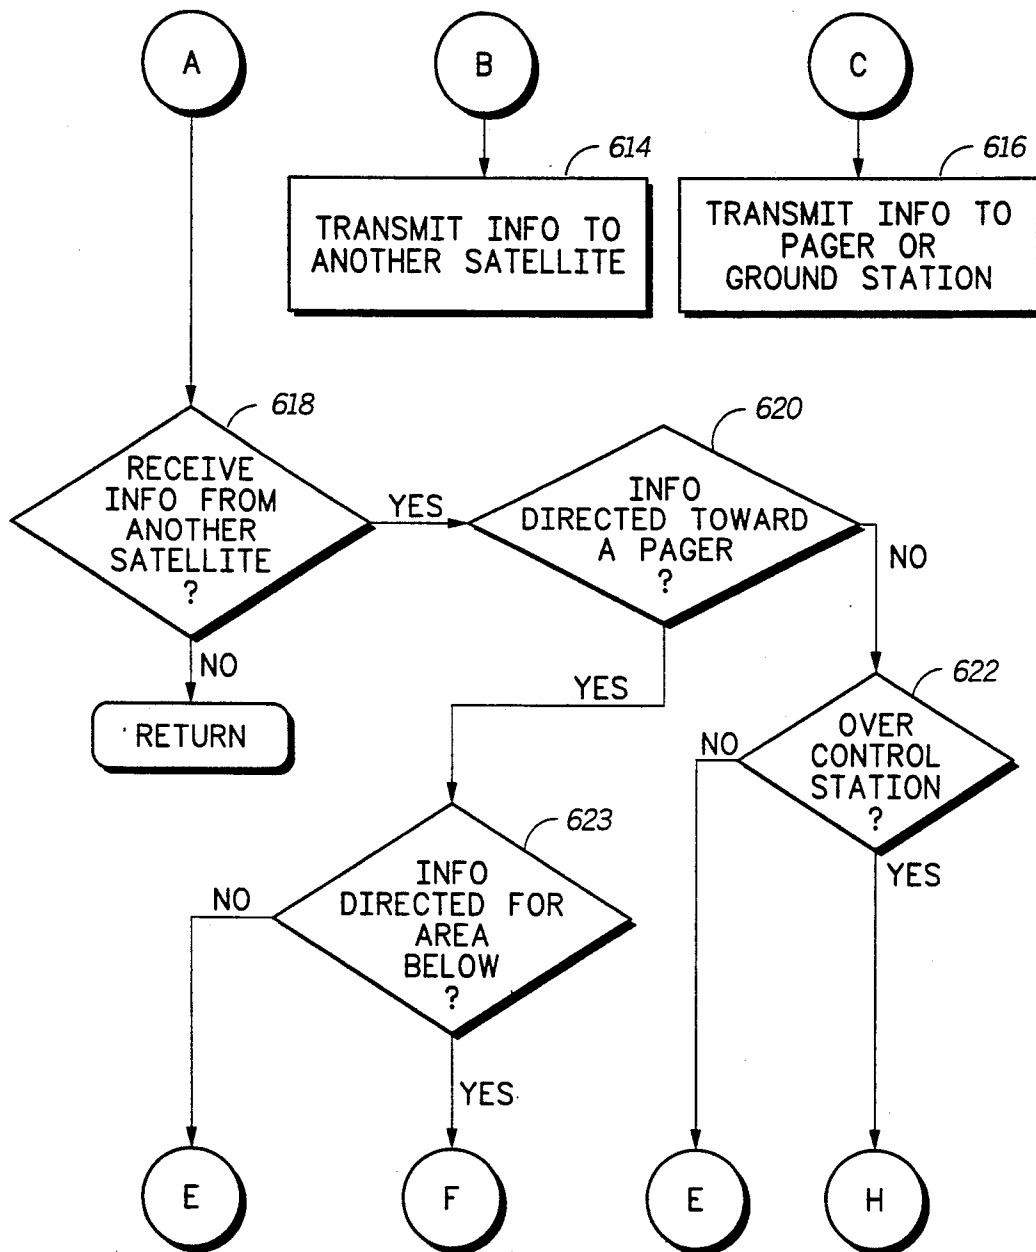 A
B
C
614
616
TRANSMIT INFO TO
ANOTHER SATELLITE
TRANSMIT INFO TO
PAGER OR
GROUND STATION
618
620
RECEIVE
INFO FROM
ANOTHER
SATELLITE
?
YES
INFO
DIRECTED TOWARD
A PAGER
?
NO
NO
RETURN
YES
622
OVER
CONTROL
STATION
?
NO
YES
623
INFO
DIRECTED FOR
AREA
BELOW
?
NO
YES
E
F
E
H